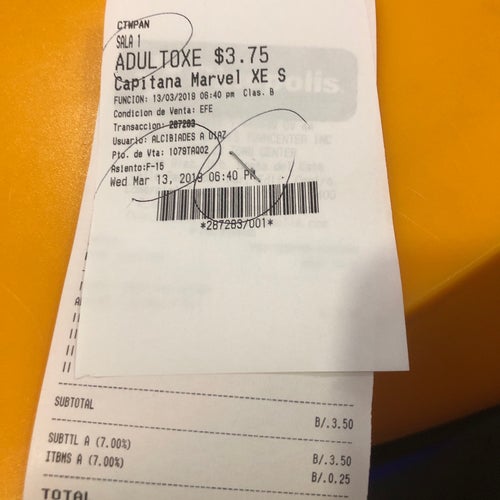 CTWPAN
SALA 1
ADULTOXE $3.75
Capitana Marvel XE S
FUNCION: 13/03/2019 06:40 pm Clas. B
Condicion de Venta: EFE
Transaccion: 287283
Usuario: ALCIBIADES A DIAZ
Pto. de Vta: 1079TAQ02
Asiento:F-15
Wed Mar 13, 2019 06:40 PM
*287283/001*
SUBTOTAL
B/.3.50
SUBTTL A (7.00%) B/.3.50
ITBMS A (7.00%) B/.0.25
TOTAL